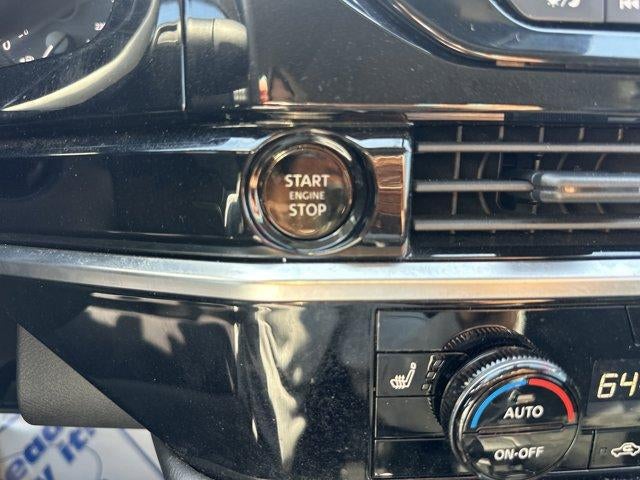 START
ENGINE
STOP
64
AUTO
ON·OFF